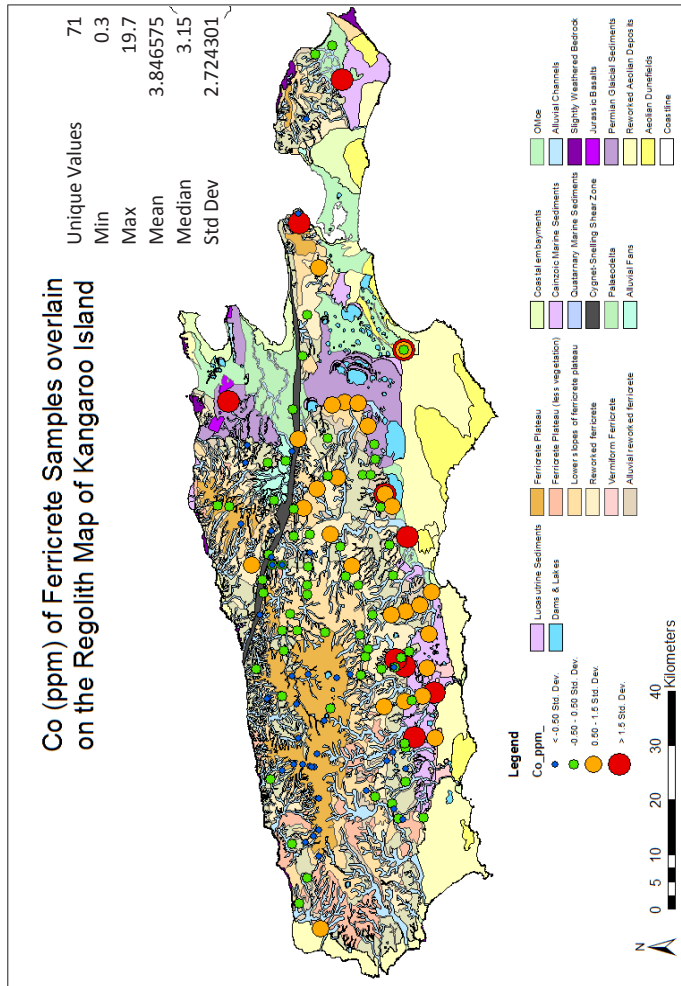 Co (ppm) of Ferricrete Samples overlain
on the Regolith Map of Kangaroo Island
Unique Values 71
Min 0.3
Max 19.7
Mean 3.846575
Median 3.15
Std Dev 2.724301
Legend
Co_ppm_
< -0.50 Std. Dev.
-0.50 - 0.50 Std. Dev.
0.50 - 1.5 Std. Dev.
> 1.5 Std. Dev.
Lucasutrine Sediments
Dams & Lakes
Ferricrete Plateau
Ferricrete Plateau (less vegetation)
Lower slopes of ferricrete plateau
Reworked ferricrete
Vermiform Ferricrete
Alluvial reworked ferricrete
Coastal embayments
Cainzoic Marine Sediments
Quatarnary Marine Sediments
Cygnet-Snelling Shear Zone
Palaeodelta
Alluvial Fans
OMce
Alluvial Channels
Slightly Weathered Bedrock
Jurassic Basalts
Permian Glaicial Sediments
Reworked Aeolian Deposits
Aeolian Dunefields
Coastline
N
0 5 10 20 30 40
Kilometers